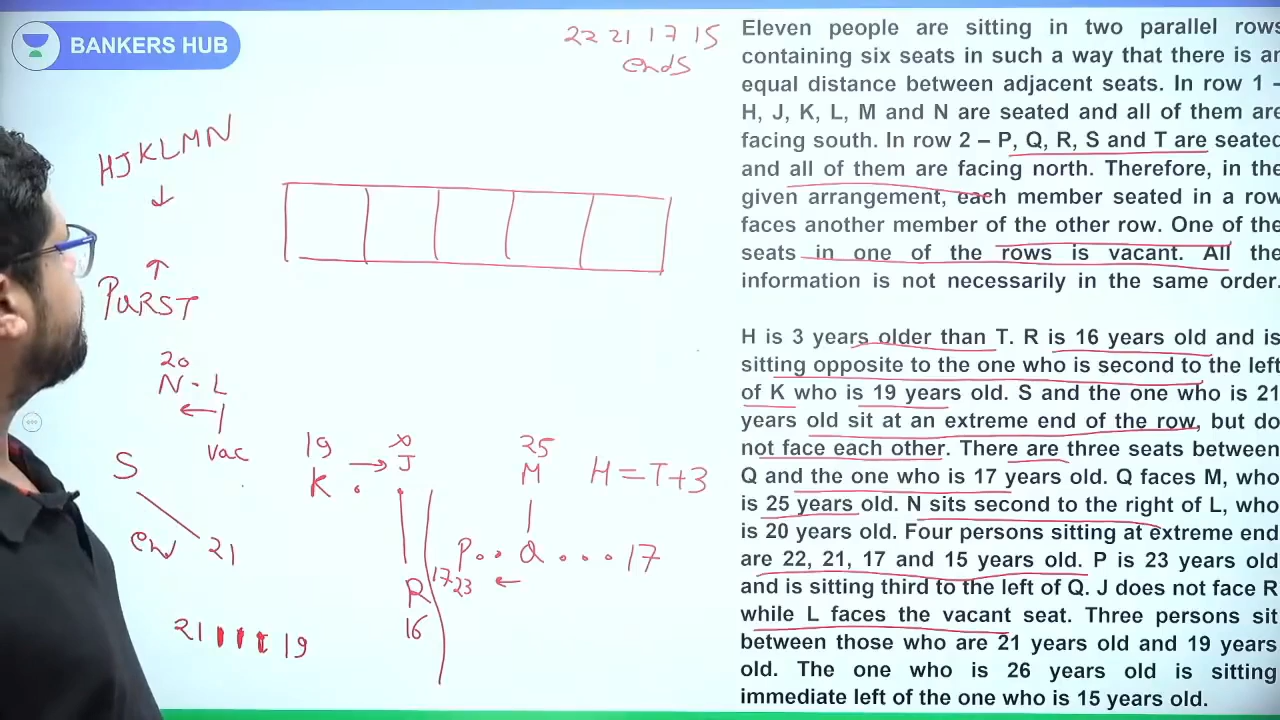 BANKERS HUB
22 21 17 15
ends
HJKLMN
↓
↑
PQRST
20
N - L
←
vac
S
end 21
21 19
19 × 25
K . → J M H = T+3
P . . Q . . . 17
R 17 23 ←
16
Eleven people are sitting in two parallel rows
containing six seats in such a way that there is an
equal distance between adjacent seats. In row 1 -
H, J, K, L, M and N are seated and all of them are
facing south. In row 2 – P, Q, R, S and T are seated
and all of them are facing north. Therefore, in the
given arrangement, each member seated in a row
faces another member of the other row. One of the
seats in one of the rows is vacant. All the
information is not necessarily in the same order.
H is 3 years older than T. R is 16 years old and is
sitting opposite to the one who is second to the left
of K who is 19 years old. S and the one who is 21
years old sit at an extreme end of the row, but do
not face each other. There are three seats between
Q and the one who is 17 years old. Q faces M, who
is 25 years old. N sits second to the right of L, who
is 20 years old. Four persons sitting at extreme end
are 22, 21, 17 and 15 years old. P is 23 years old
and is sitting third to the left of Q. J does not face R
while L faces the vacant seat. Three persons sit
between those who are 21 years old and 19 years
old. The one who is 26 years old is sitting
immediate left of the one who is 15 years old.